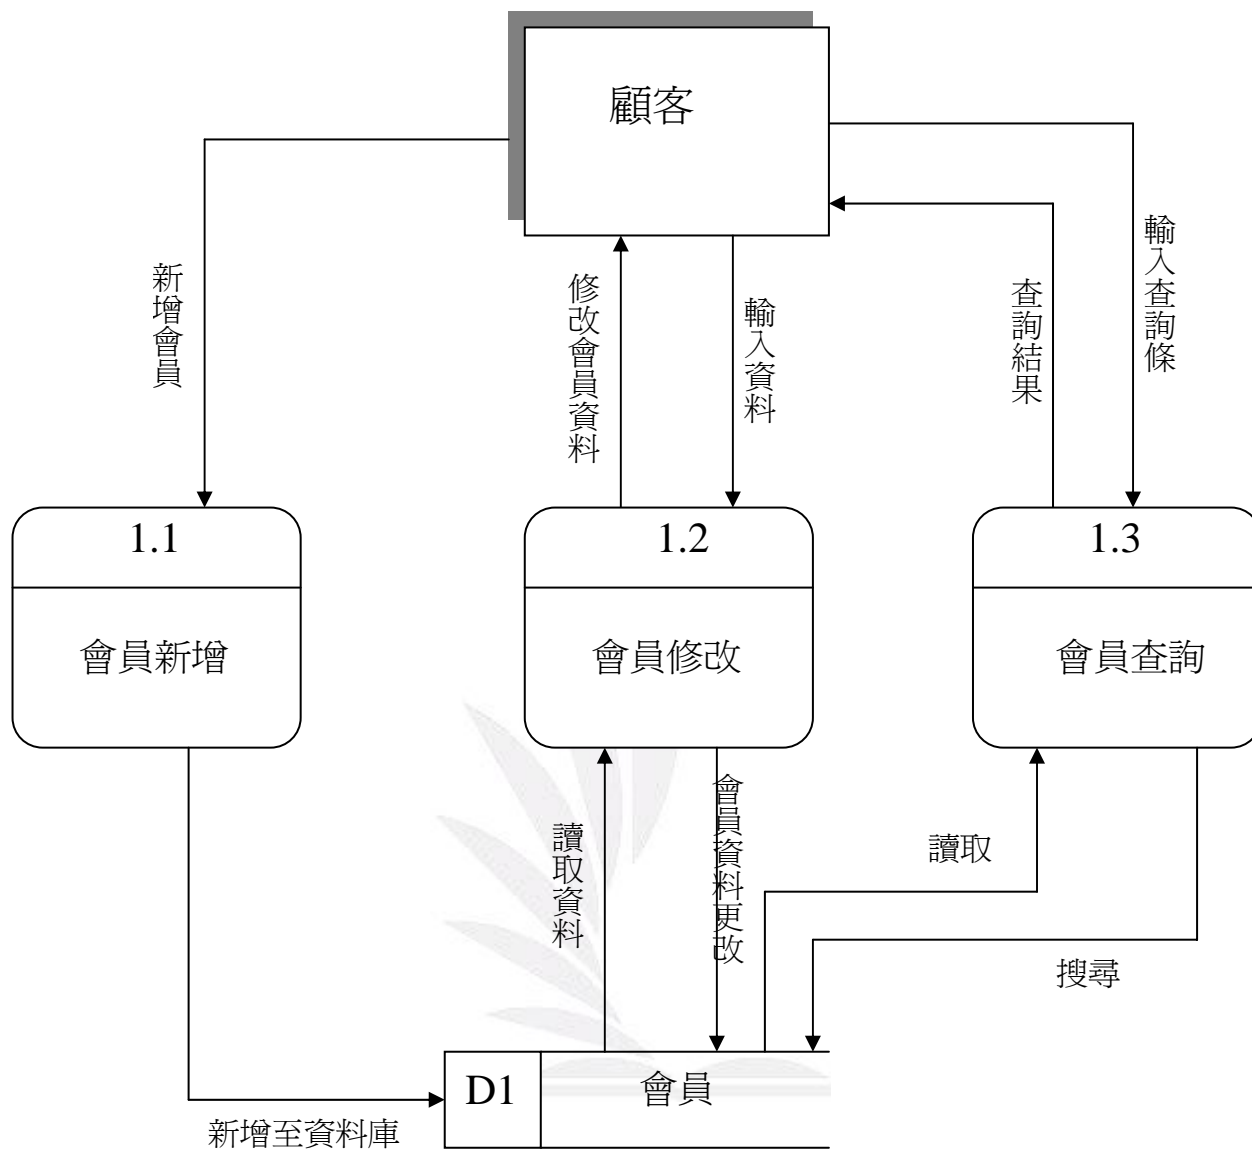 顧客
新增會員
修改會員資料
輸入資料
查詢結果
輸入查詢條
1.1
會員新增
1.2
會員修改
1.3
會員查詢
讀取資料
會員資料更改
讀取
搜尋
D1
會員
新增至資料庫